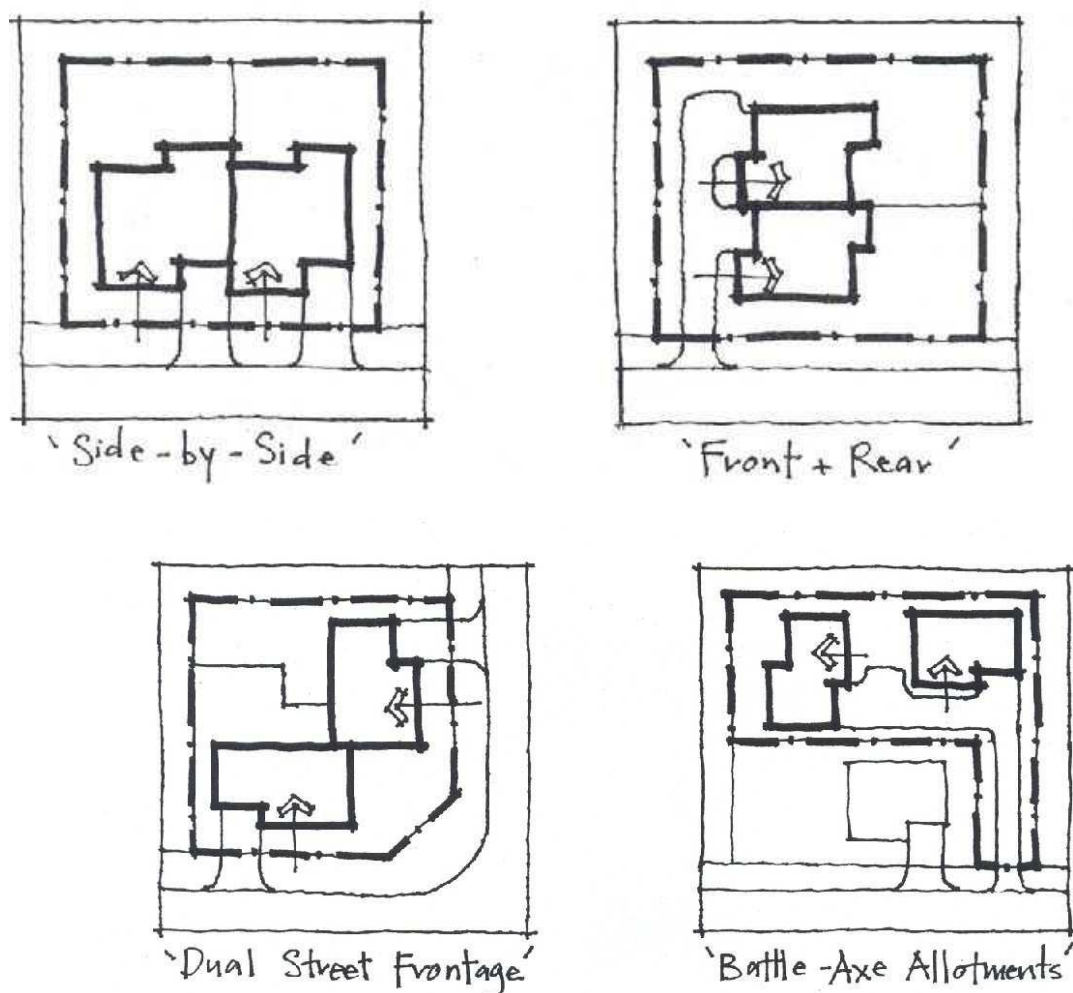 'Side-by-Side'
'Front + Rear'
'Dual Street Frontage'
'Battle-Axe Allotments'